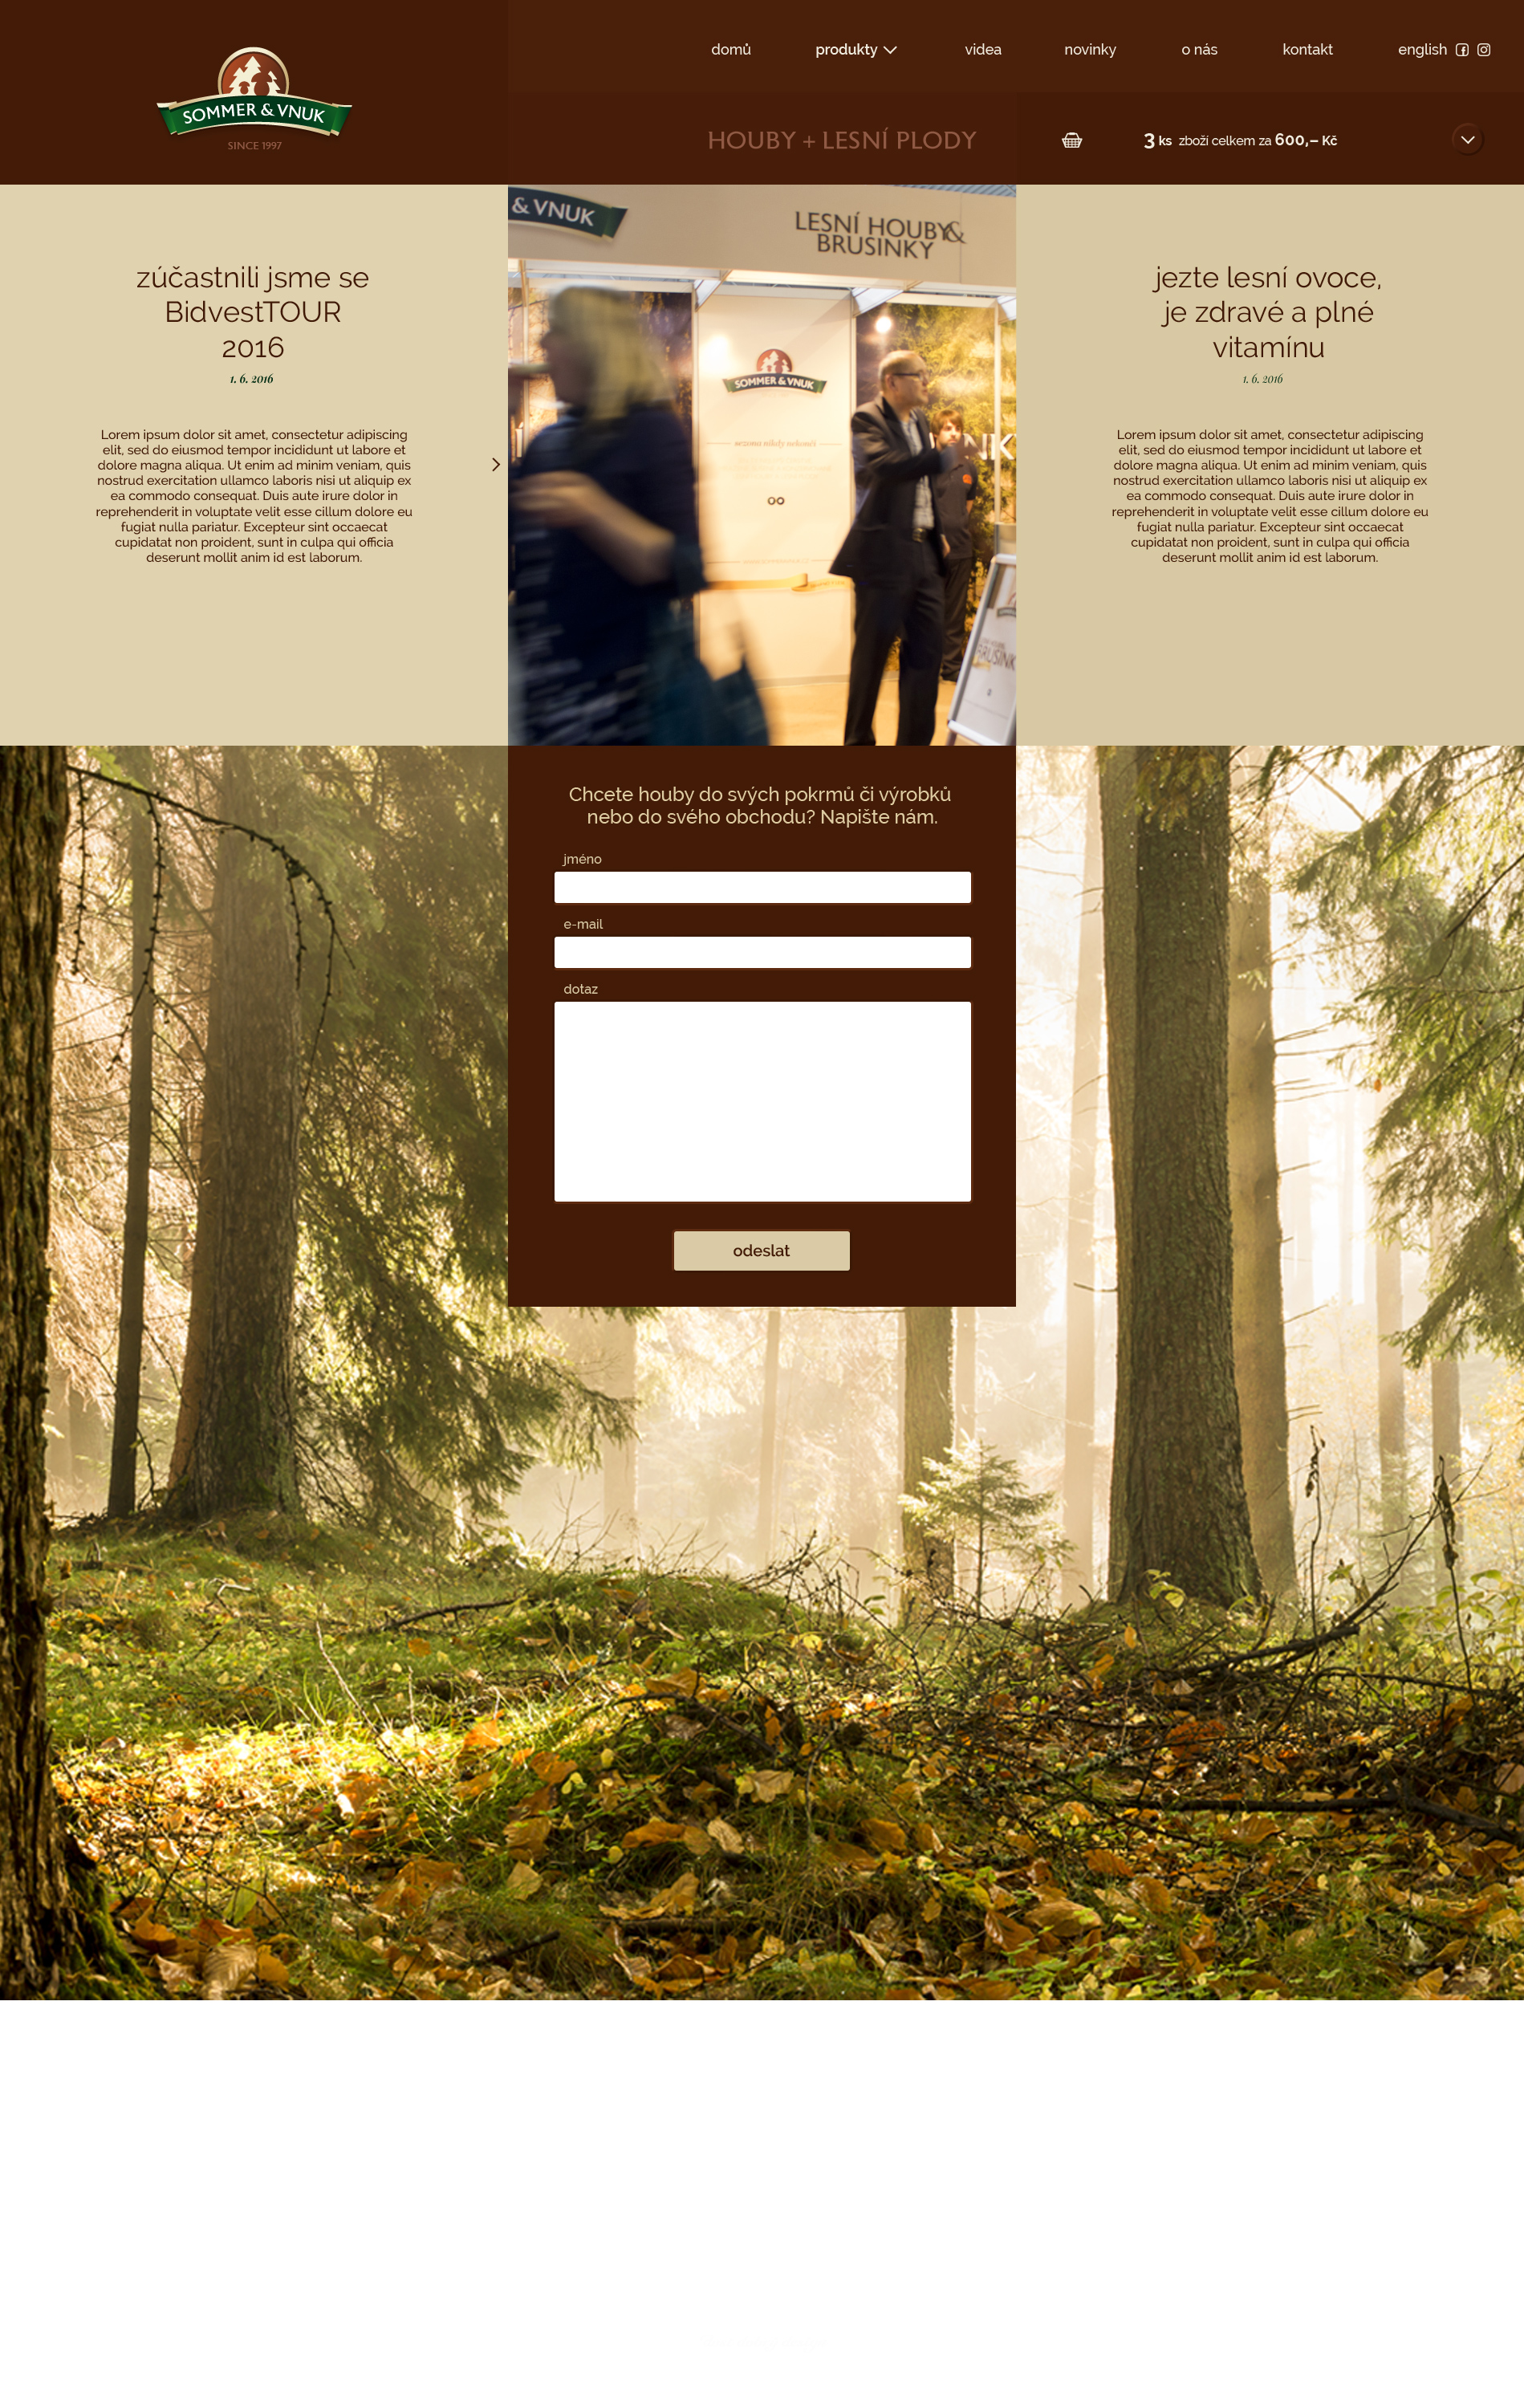 domů
produkty
videa
novinky
o nás
kontakt
english
SOMMER & VNUK
SINCE 1997
HOUBY + LESNÍ PLODY
3 ks zboží celkem za 600,– Kč
zúčastnili jsme se
BidvestTOUR
2016
1. 6. 2016
Lorem ipsum dolor sit amet, consectetur adipiscing
elit, sed do eiusmod tempor incididunt ut labore et
dolore magna aliqua. Ut enim ad minim veniam, quis
nostrud exercitation ullamco laboris nisi ut aliquip ex
ea commodo consequat. Duis aute irure dolor in
reprehenderit in voluptate velit esse cillum dolore eu
fugiat nulla pariatur. Excepteur sint occaecat
cupidatat non proident, sunt in culpa qui officia
deserunt mollit anim id est laborum.
& VNUK
LESNÍ HOUBY &
BRUSINKY
SOMMER & VNUK
sezona nikdy nekončí
jezte lesní ovoce,
je zdravé a plné
vitamínu
1. 6. 2016
Lorem ipsum dolor sit amet, consectetur adipiscing
elit, sed do eiusmod tempor incididunt ut labore et
dolore magna aliqua. Ut enim ad minim veniam, quis
nostrud exercitation ullamco laboris nisi ut aliquip ex
ea commodo consequat. Duis aute irure dolor in
reprehenderit in voluptate velit esse cillum dolore eu
fugiat nulla pariatur. Excepteur sint occaecat
cupidatat non proident, sunt in culpa qui officia
deserunt mollit anim id est laborum.
Chcete houby do svých pokrmů či výrobků
nebo do svého obchodu? Napište nám.
jméno
e-mail
dotaz
odeslat